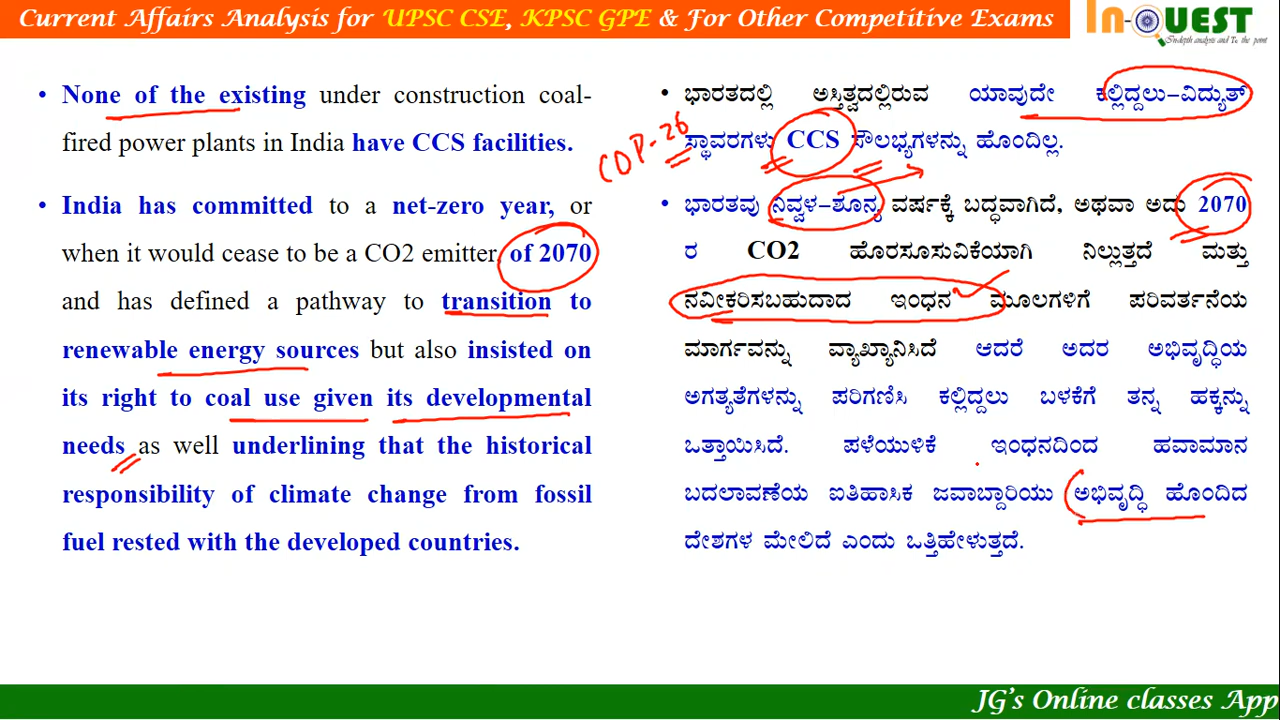 Current Affairs Analysis for UPSC CSE, KPSC GPE & For Other Competitive Exams
In-QUEST
In-depth analysis and To the point
• None of the existing under construction coal-
fired power plants in India have CCS facilities.
• India has committed to a net-zero year, or
when it would cease to be a CO2 emitter, of 2070
and has defined a pathway to transition to
renewable energy sources but also insisted on
its right to coal use given its developmental
needs as well underlining that the historical
responsibility of climate change from fossil
fuel rested with the developed countries.
• ಭಾರತದಲ್ಲಿ ಅಸ್ತಿತ್ವದಲ್ಲಿರುವ ಯಾವುದೇ ಕಲ್ಲಿದ್ದಲು-ವಿದ್ಯುತ್
COP-26
ಸ್ಥಾವರಗಳು CCS ಸೌಲಭ್ಯಗಳನ್ನು ಹೊಂದಿಲ್ಲ.
• ಭಾರತವು ನಿವ್ವಳ-ಶೂನ್ಯ ವರ್ಷಕ್ಕೆ ಬದ್ಧವಾಗಿದೆ, ಅಥವಾ ಅದು 2070
ರ CO2 ಹೊರಸೂಸುವಿಕೆಯಾಗಿ ನಿಲ್ಲುತ್ತದೆ ಮತ್ತು
ನವೀಕರಿಸಬಹುದಾದ ಇಂಧನ ಮೂಲಗಳಿಗೆ ಪರಿವರ್ತನೆಯ
ಮಾರ್ಗವನ್ನು ವ್ಯಾಖ್ಯಾನಿಸಿದೆ ಆದರೆ ಅದರ ಅಭಿವೃದ್ಧಿಯ
ಅಗತ್ಯತೆಗಳನ್ನು ಪರಿಗಣಿಸಿ ಕಲ್ಲಿದ್ದಲು ಬಳಕೆಗೆ ತನ್ನ ಹಕ್ಕನ್ನು
ಒತ್ತಾಯಿಸಿದೆ. ಪಳೆಯುಳಿಕೆ ಇಂಧನದಿಂದ ಹವಾಮಾನ
ಬದಲಾವಣೆಯ ಐತಿಹಾಸಿಕ ಜವಾಬ್ದಾರಿಯು ಅಭಿವೃದ್ಧಿ ಹೊಂದಿದ
ದೇಶಗಳ ಮೇಲಿದೆ ಎಂದು ಒತ್ತಿಹೇಳುತ್ತದೆ.
JG's Online classes App